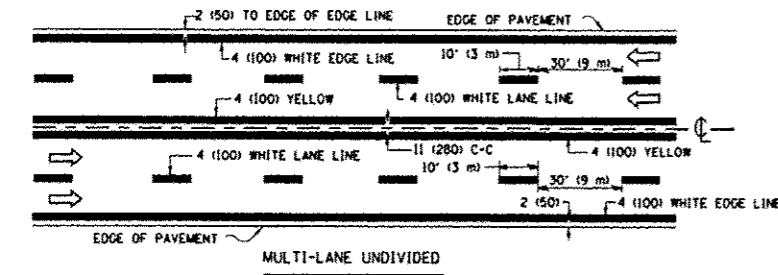 2 (50) TO EDGE OF EDGE LINE
EDGE OF PAVEMENT
4 (100) WHITE EDGE LINE
10' (3 m)
30' (9 m)
4 (100) YELLOW
4 (100) WHITE LANE LINE
℄
4 (100) WHITE LANE LINE
11 (280) C-C
10' (3 m)
4 (100) YELLOW
30' (9 m)
2 (50)
4 (100) WHITE EDGE LINE
EDGE OF PAVEMENT
MULTI-LANE UNDIVIDED